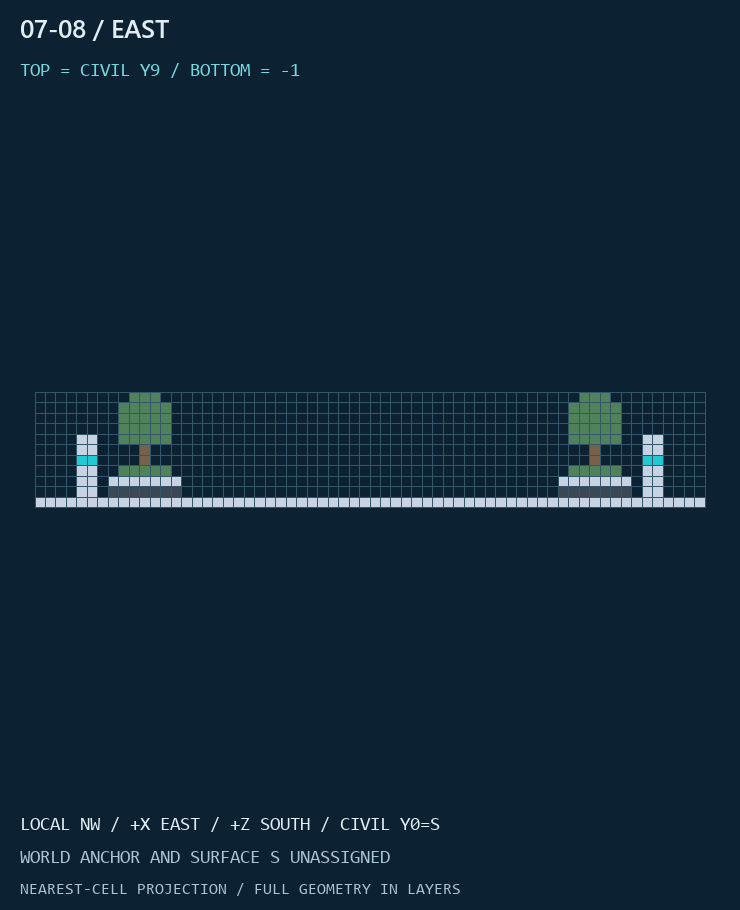 07-08 / EAST
TOP = CIVIL Y9 / BOTTOM = -1
LOCAL NW / +X EAST / +Z SOUTH / CIVIL Y0=S
WORLD ANCHOR AND SURFACE S UNASSIGNED
NEAREST-CELL PROJECTION / FULL GEOMETRY IN LAYERS